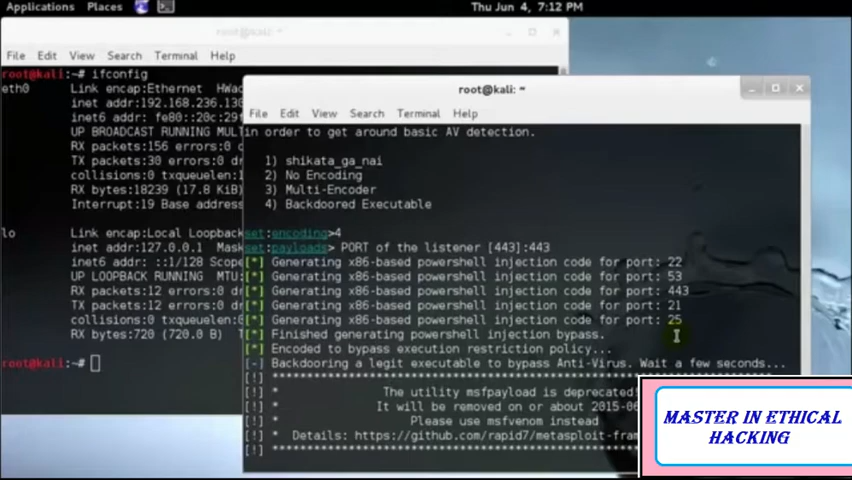 Applications Places Thu Jun 4, 7:12 PM
File Edit View Search Terminal Help
root@kali:~# ifconfig
eth0 Link encap:Ethernet HWad
inet addr:192.168.236.130
inet6 addr: fe80::20c:29f
UP BROADCAST RUNNING MULT
RX packets:156 errors:0 dr
TX packets:30 errors:0 dro
collisions:0 txqueuelen:1
RX bytes:18239 (17.8 KiB)
Interrupt:19 Base address
lo Link encap:Local Loopback
inet addr:127.0.0.1 Mask
inet6 addr: ::1/128 Scope
UP LOOPBACK RUNNING MTU:
RX packets:12 errors:0 dr
TX packets:12 errors:0 dr
collisions:0 txqueuelen:
RX bytes:720 (720.0 B) T
root@kali:~#
root@kali: ~
File Edit View Search Terminal Help
in order to get around basic AV detection.
1) shikata_ga_nai
2) No Encoding
3) Multi-Encoder
4) Backdoored Executable
set:encoding>4
set:payloads> PORT of the listener [443]:443
[*] Generating x86-based powershell injection code for port: 22
[*] Generating x86-based powershell injection code for port: 53
[*] Generating x86-based powershell injection code for port: 443
[*] Generating x86-based powershell injection code for port: 21
[*] Generating x86-based powershell injection code for port: 25
[*] Finished generating powershell injection bypass.
[*] Encoded to bypass execution restriction policy...
[-] Backdooring a legit executable to bypass Anti-Virus. Wait a few seconds...
[!] ************************************************
[!] * The utility msfpayload is deprecated!
[!] * It will be removed on or about 2015-06
[!] * Please use msfvenom instead
[!] * Details: https://github.com/rapid7/metasploit-fram
[!] ************************************************
MASTER IN ETHICAL
HACKING